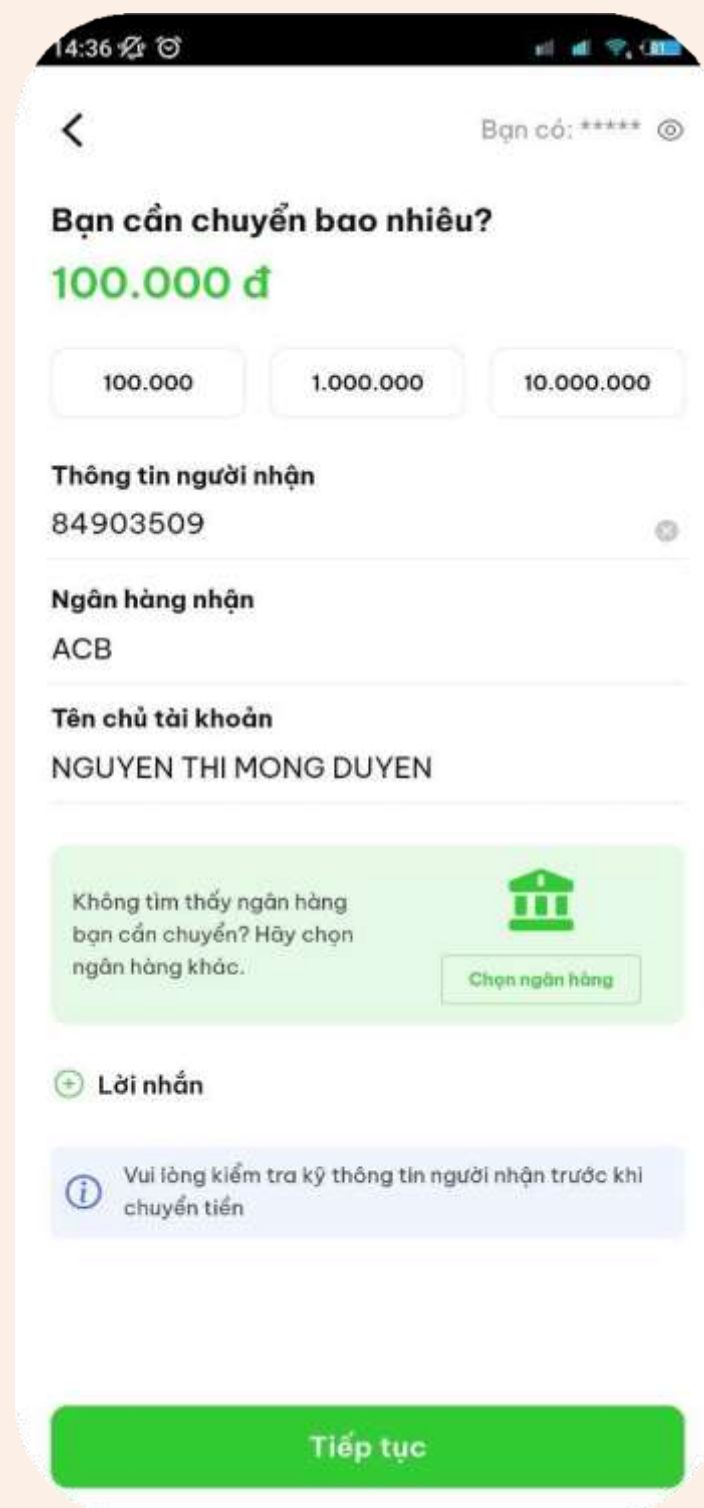 14:36
81
Bạn có: *****
Bạn cần chuyển bao nhiêu?
100.000 đ
100.000 1.000.000 10.000.000
Thông tin người nhận
84903509
Ngân hàng nhận
ACB
Tên chủ tài khoản
NGUYEN THI MONG DUYEN
Không tìm thấy ngân hàng
bạn cần chuyển? Hãy chọn
ngân hàng khác.
Chọn ngân hàng
Lời nhắn
Vui lòng kiểm tra kỹ thông tin người nhận trước khi
chuyển tiền
Tiếp tục